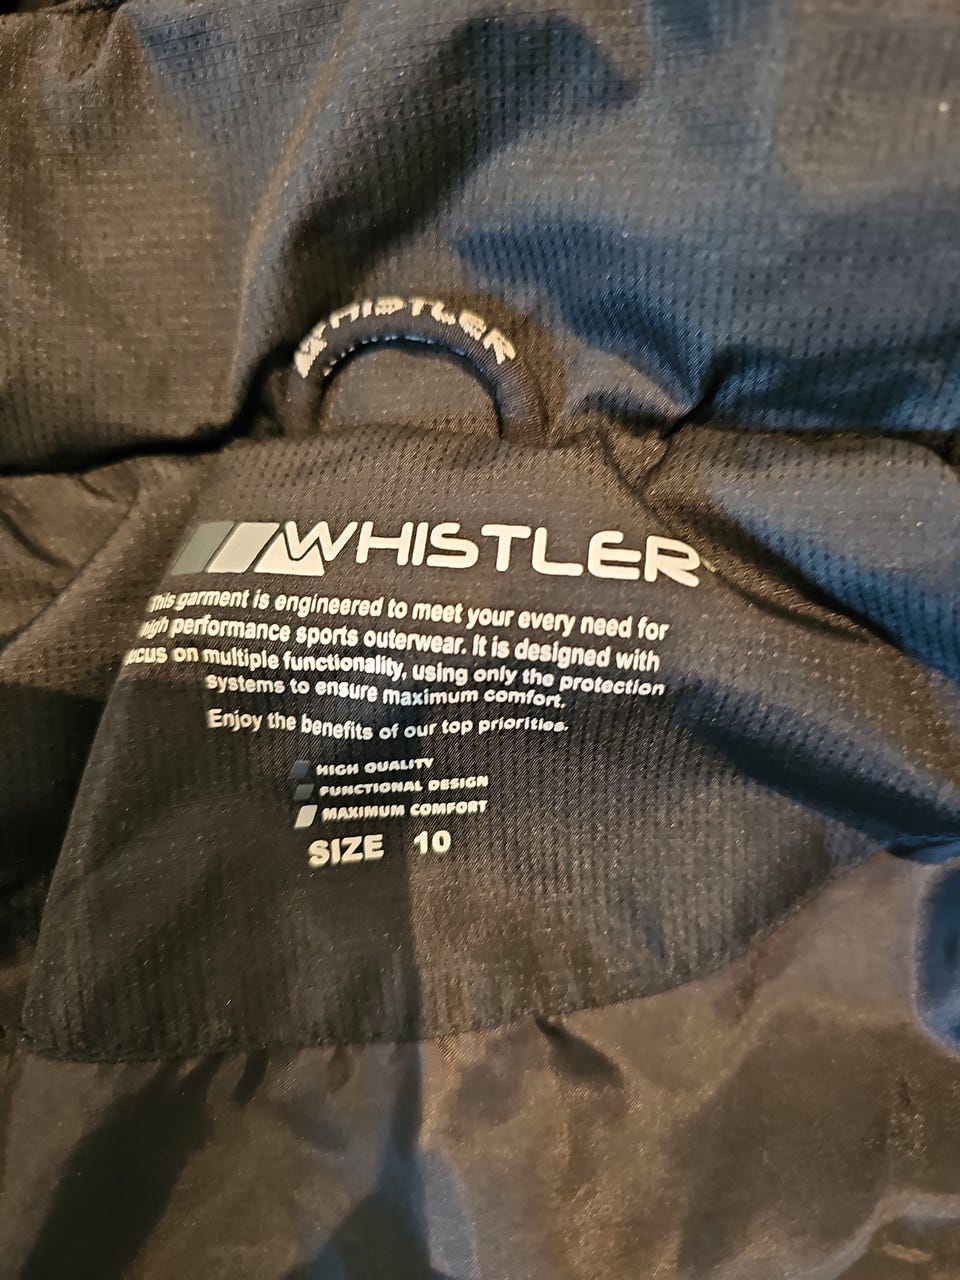 WHISTLER
WHISTLER
This garment is engineered to meet your every need for
high performance sports outerwear. It is designed with
focus on multiple functionality, using only the protection
systems to ensure maximum comfort.
Enjoy the benefits of our top priorities.
HIGH QUALITY
FUNCTIONAL DESIGN
MAXIMUM COMFORT
SIZE 10